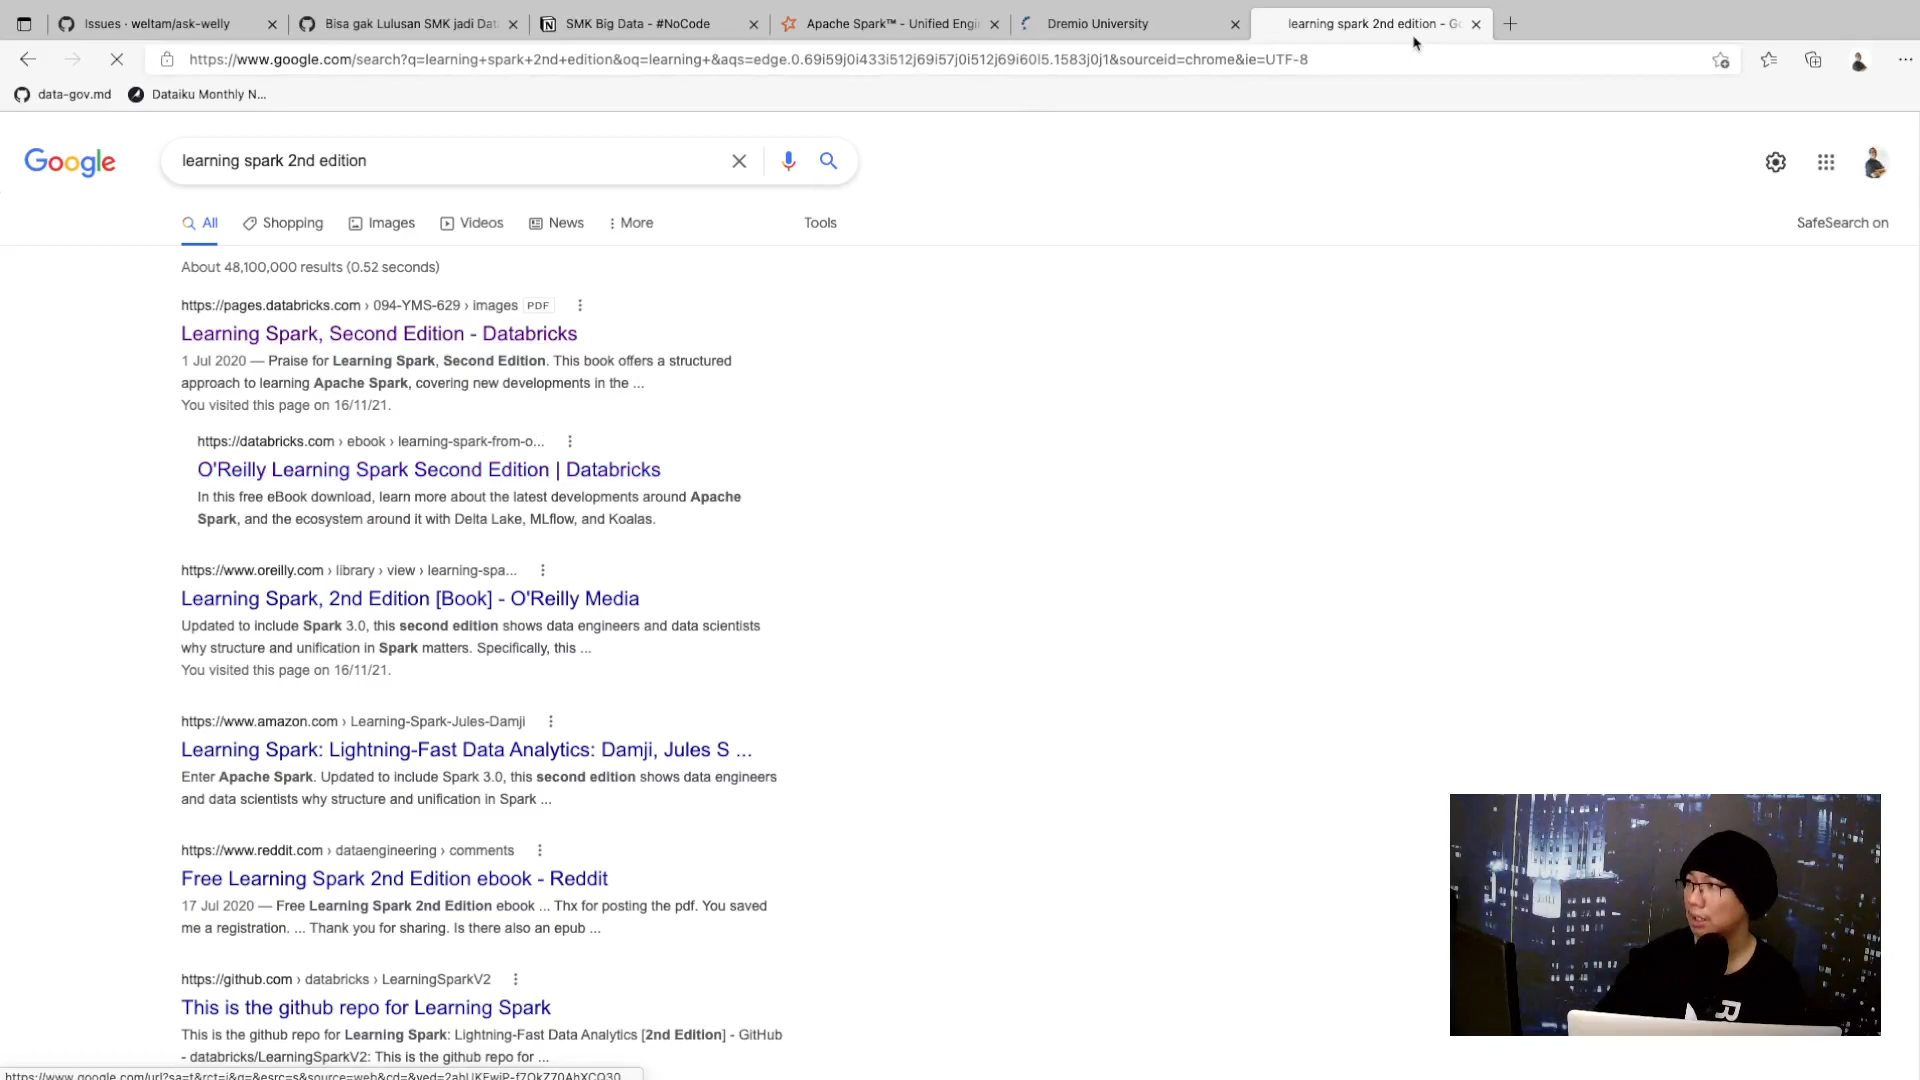 Issues · weltam/ask-welly
Bisa gak Lulusan SMK jadi Dat
SMK Big Data - #NoCode
Apache Spark™ - Unified Engi
Dremio University
learning spark 2nd edition - Go
https://www.google.com/search?q=learning+spark+2nd+edition&oq=learning+&aqs=edge.0.69i59j0i433i512j69i57j0i512j69i60l5.1583j0j1&sourceid=chrome&ie=UTF-8
data-gov.md
Dataiku Monthly N...
Google
learning spark 2nd edition
All
Shopping
Images
Videos
News
More
Tools
SafeSearch on
About 48,100,000 results (0.52 seconds)
https://pages.databricks.com › 094-YMS-629 › images PDF
Learning Spark, Second Edition - Databricks
1 Jul 2020 — Praise for Learning Spark, Second Edition. This book offers a structured
approach to learning Apache Spark, covering new developments in the ...
You visited this page on 16/11/21.
https://databricks.com › ebook › learning-spark-from-o...
O'Reilly Learning Spark Second Edition | Databricks
In this free eBook download, learn more about the latest developments around Apache
Spark, and the ecosystem around it with Delta Lake, MLflow, and Koalas.
https://www.oreilly.com › library › view › learning-spa...
Learning Spark, 2nd Edition [Book] - O'Reilly Media
Updated to include Spark 3.0, this second edition shows data engineers and data scientists
why structure and unification in Spark matters. Specifically, this ...
You visited this page on 16/11/21.
https://www.amazon.com › Learning-Spark-Jules-Damji
Learning Spark: Lightning-Fast Data Analytics: Damji, Jules S ...
Enter Apache Spark. Updated to include Spark 3.0, this second edition shows data engineers
and data scientists why structure and unification in Spark ...
https://www.reddit.com › dataengineering › comments
Free Learning Spark 2nd Edition ebook - Reddit
17 Jul 2020 — Free Learning Spark 2nd Edition ebook ... Thx for posting the pdf. You saved
me a registration. ... Thank you for sharing. Is there also an epub ...
https://github.com › databricks › LearningSparkV2
This is the github repo for Learning Spark
This is the github repo for Learning Spark: Lightning-Fast Data Analytics [2nd Edition] - GitHub
- databricks/LearningSparkV2: This is the github repo for ...
R